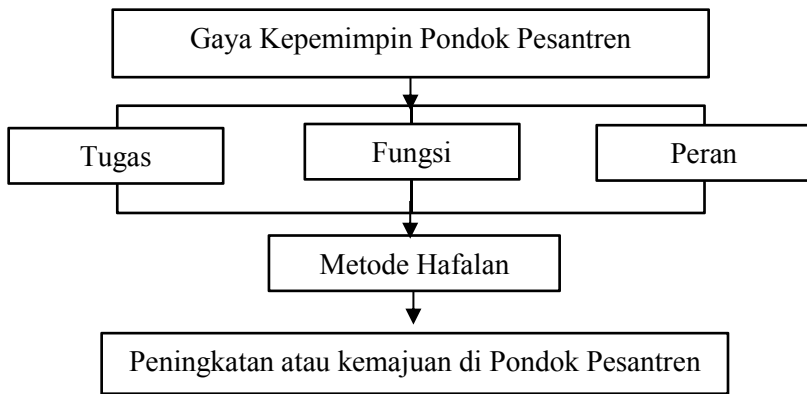 Gaya Kepemimpin Pondok Pesantren
Tugas
Fungsi
Peran
Metode Hafalan
Peningkatan atau kemajuan di Pondok Pesantren